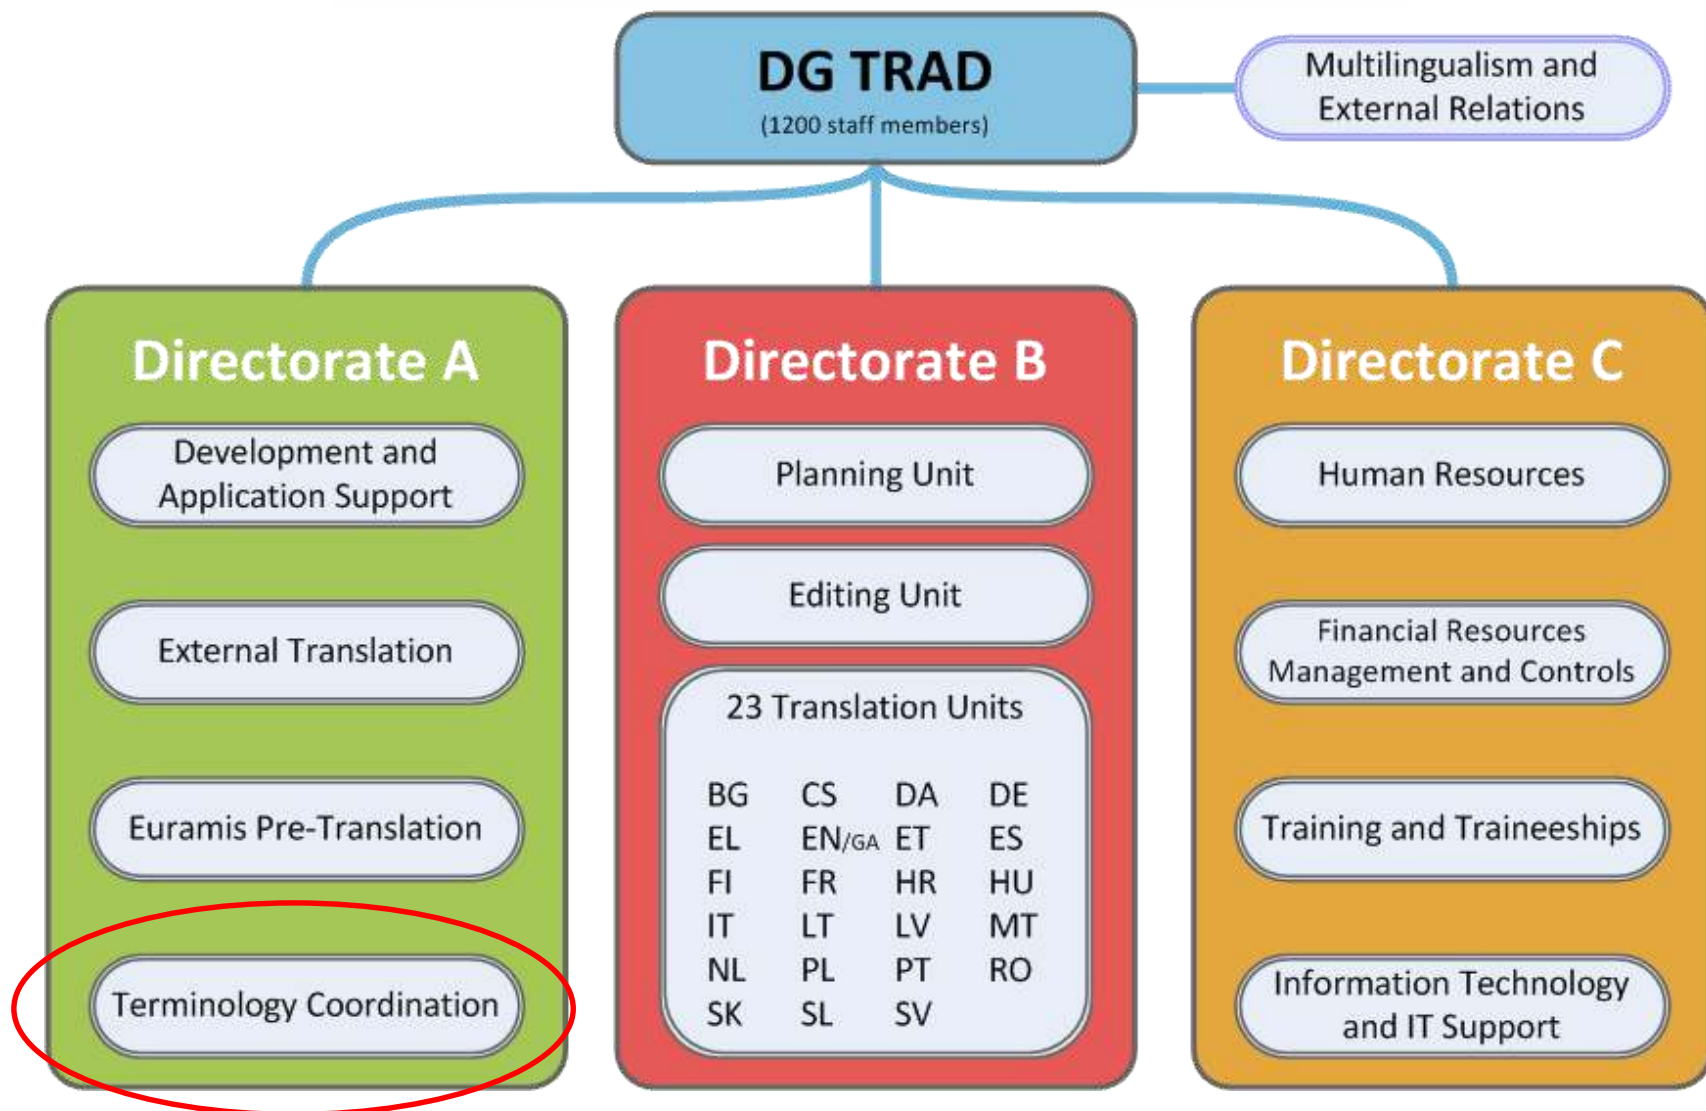 DG TRAD
(1200 staff members)
Multilingualism and
External Relations
Directorate A
Development and
Application Support
External Translation
Euramis Pre-Translation
Terminology Coordination
Directorate B
Planning Unit
Editing Unit
23 Translation Units
BG CS DA DE
EL EN/GA ET ES
FI FR HR HU
IT LT LV MT
NL PL PT RO
SK SL SV
Directorate C
Human Resources
Financial Resources
Management and Controls
Training and Traineeships
Information Technology
and IT Support